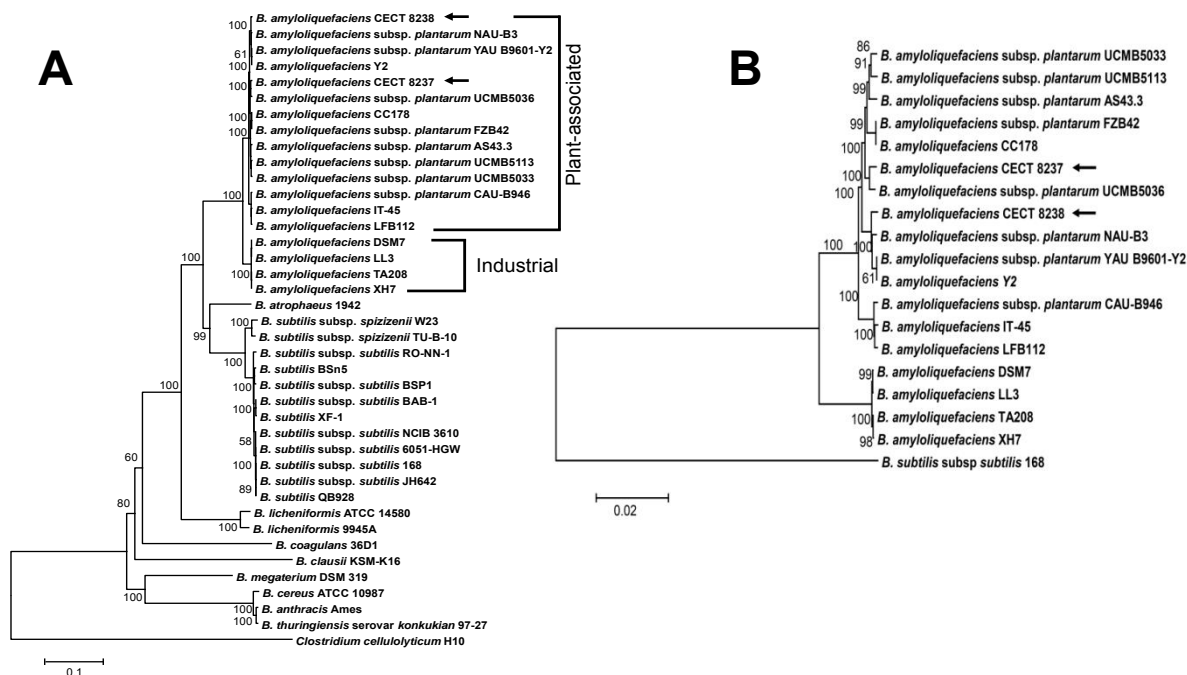 A
100
B. amyloliquefaciens CECT 8238
B. amyloliquefaciens subsp. plantarum NAU-B3
61
B. amyloliquefaciens subsp. plantarum YAU B9601-Y2
100
B. amyloliquefaciens Y2
100
B. amyloliquefaciens CECT 8237
B. amyloliquefaciens subsp. plantarum UCMB5036
100
B. amyloliquefaciens CC178
100
B. amyloliquefaciens subsp. plantarum FZB42
B. amyloliquefaciens subsp. plantarum AS43.3
B. amyloliquefaciens subsp. plantarum UCMB5113
B. amyloliquefaciens subsp. plantarum UCMB5033
100
B. amyloliquefaciens subsp. plantarum CAU-B946
B. amyloliquefaciens IT-45
B. amyloliquefaciens LFB112
Plant-associated
B. amyloliquefaciens DSM7
B. amyloliquefaciens LL3
100
B. amyloliquefaciens TA208
B. amyloliquefaciens XH7
Industrial
100
100
B. atrophaeus 1942
99
100
B. subtilis subsp. spizizenii W23
B. subtilis subsp. spizizenii TU-B-10
100
B. subtilis subsp. subtilis RO-NN-1
B. subtilis BSn5
100
B. subtilis subsp. subtilis BSP1
B. subtilis subsp. subtilis BAB-1
100
B. subtilis XF-1
B. subtilis subsp. subtilis NCIB 3610
58
B. subtilis subsp. subtilis 6051-HGW
100
B. subtilis subsp. subtilis 168
B. subtilis subsp. subtilis JH642
89
B. subtilis QB928
100
B. licheniformis ATCC 14580
100
B. licheniformis 9945A
60
B. coagulans 36D1
80
B. clausii KSM-K16
B. megaterium DSM 319
100
B. cereus ATCC 10987
100
B. anthracis Ames
100
B. thuringiensis serovar konkukian 97-27
Clostridium cellulolyticum H10
0.1
B
86
B. amyloliquefaciens subsp. plantarum UCMB5033
91
B. amyloliquefaciens subsp. plantarum UCMB5113
99
B. amyloliquefaciens subsp. plantarum AS43.3
99
B. amyloliquefaciens subsp. plantarum FZB42
100
B. amyloliquefaciens CC178
B. amyloliquefaciens CECT 8237
100
100
B. amyloliquefaciens subsp. plantarum UCMB5036
B. amyloliquefaciens CECT 8238
100
100
B. amyloliquefaciens subsp. plantarum NAU-B3
B. amyloliquefaciens subsp. plantarum YAU B9601-Y2
61
B. amyloliquefaciens Y2
100
B. amyloliquefaciens subsp. plantarum CAU-B946
B. amyloliquefaciens IT-45
100
B. amyloliquefaciens LFB112
99
B. amyloliquefaciens DSM7
B. amyloliquefaciens LL3
100
B. amyloliquefaciens TA208
98
B. amyloliquefaciens XH7
B. subtilis subsp subtilis 168
0.02